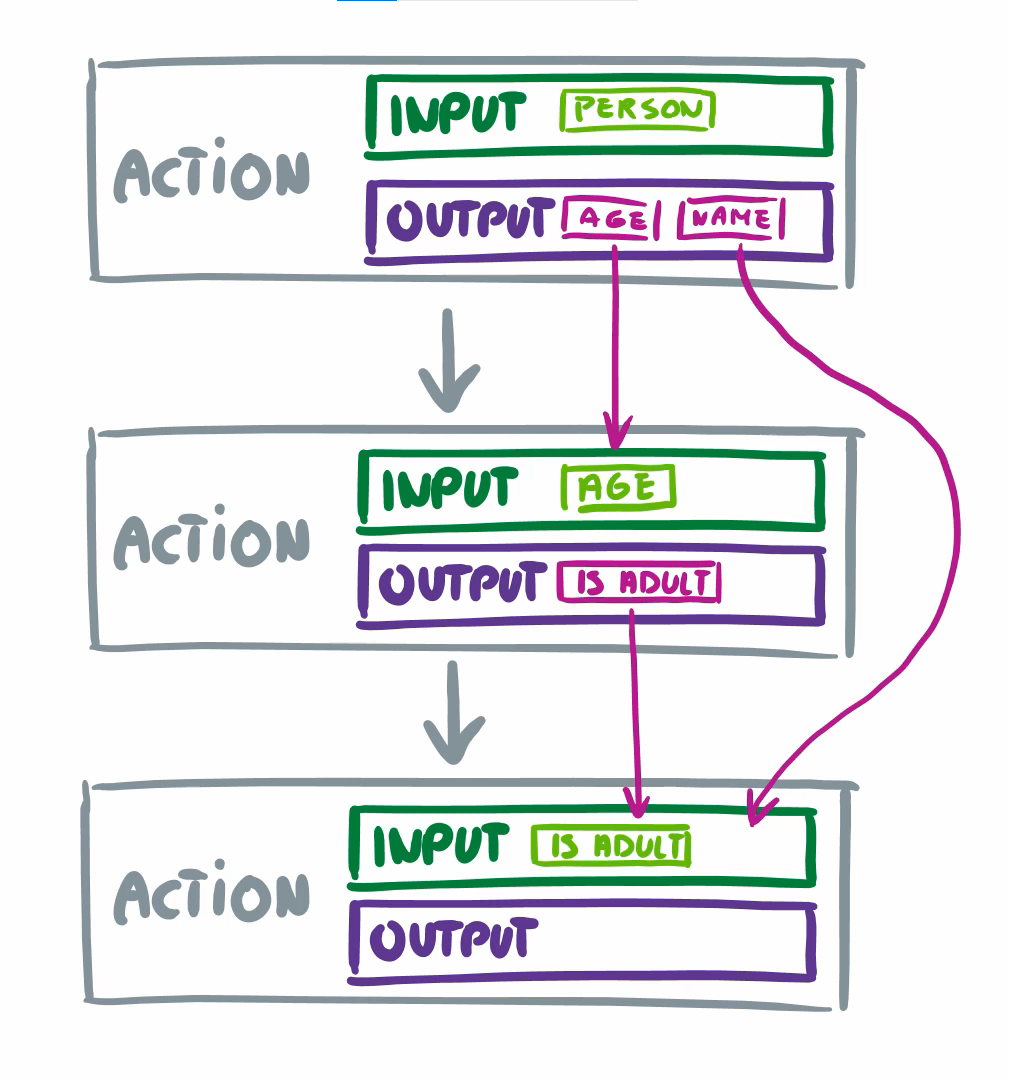 INPUT PERSON
ACTION
OUTPUT AGE NAME
INPUT AGE
ACTION
OUTPUT IS ADULT
INPUT IS ADULT
ACTION
OUTPUT